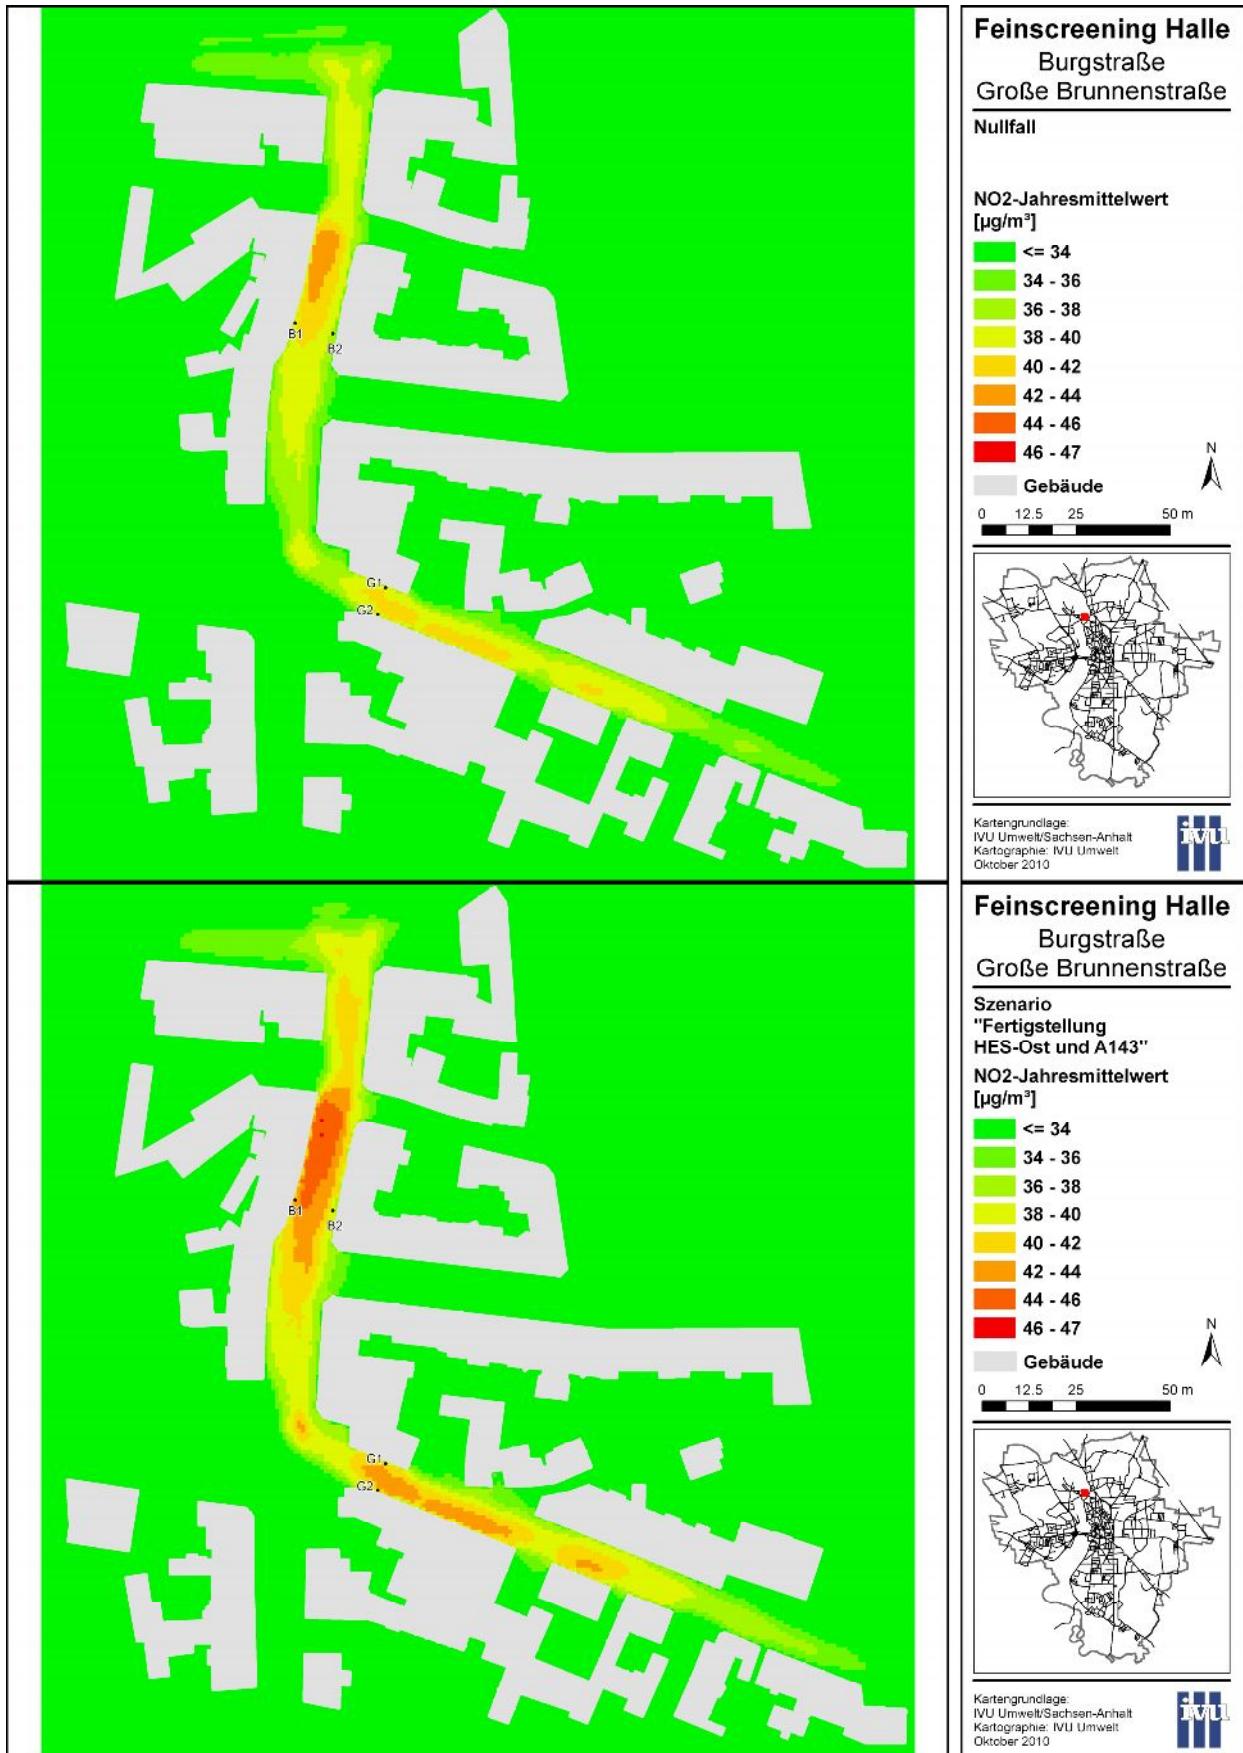 Feinscreening Halle
Burgstraße
Große Brunnenstraße
Nullfall
NO2-Jahresmittelwert
[µg/m³]
<= 34
34 - 36
36 - 38
38 - 40
40 - 42
42 - 44
44 - 46
46 - 47
Gebäude
N
0 12.5 25 50 m
B1
B2
G1
G2
Kartengrundlage:
IVU Umwelt/Sachsen-Anhalt
Kartographie: IVU Umwelt
Oktober 2010
ivu
Feinscreening Halle
Burgstraße
Große Brunnenstraße
Szenario
"Fertigstellung
HES-Ost und A143"
NO2-Jahresmittelwert
[µg/m³]
<= 34
34 - 36
36 - 38
38 - 40
40 - 42
42 - 44
44 - 46
46 - 47
Gebäude
N
0 12.5 25 50 m
B1
B2
G1
G2
Kartengrundlage:
IVU Umwelt/Sachsen-Anhalt
Kartographie: IVU Umwelt
Oktober 2010
ivu